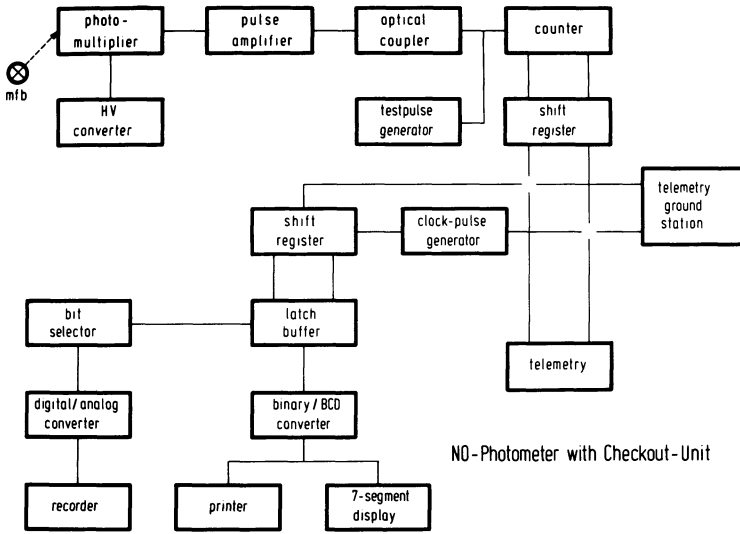 photo-
multiplier
pulse
amplifier
optical
coupler
counter
mfb
HV
converter
testpulse
generator
shift
register
telemetry
ground
station
shift
register
clock-pulse
generator
bit
selector
latch
buffer
telemetry
digital/analog
converter
binary/BCD
converter
NO-Photometer with Checkout-Unit
recorder
printer
7-segment
display